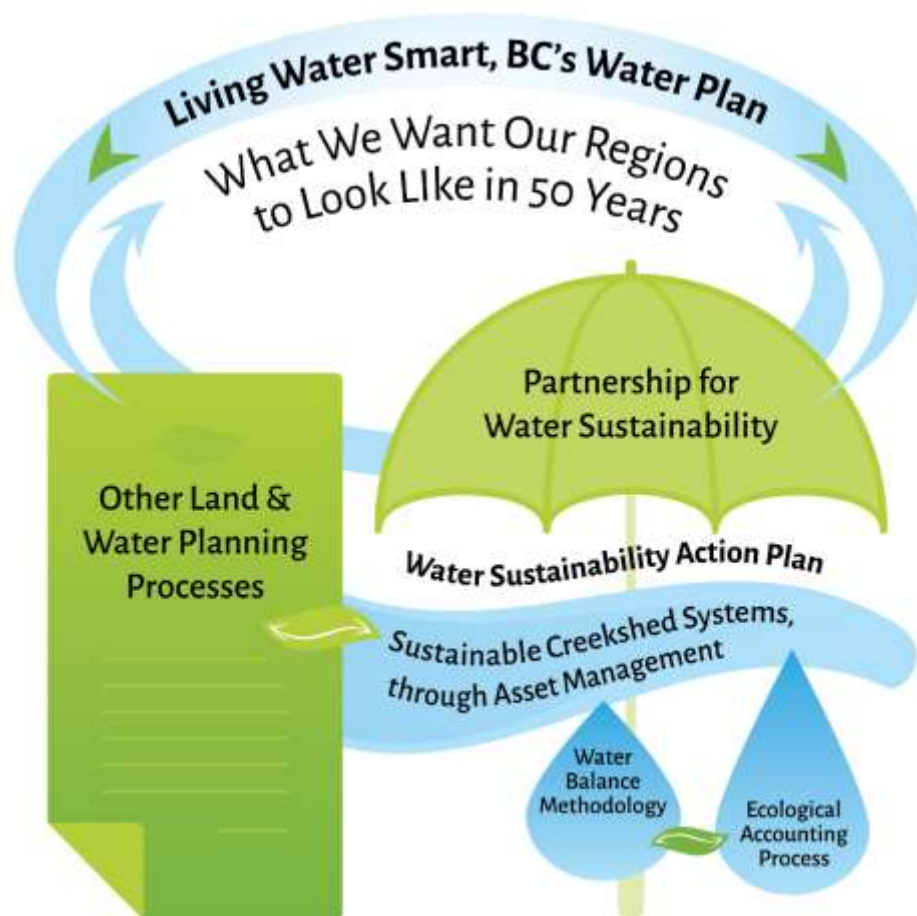 Living Water Smart, BC's Water Plan
What We Want Our Regions
to Look LIke in 50 Years
Partnership for
Water Sustainability
Other Land &
Water Planning
Processes
Water Sustainability Action Plan
Sustainable Creekshed Systems,
through Asset Management
Water
Balance
Methodology
Ecological
Accounting
Process